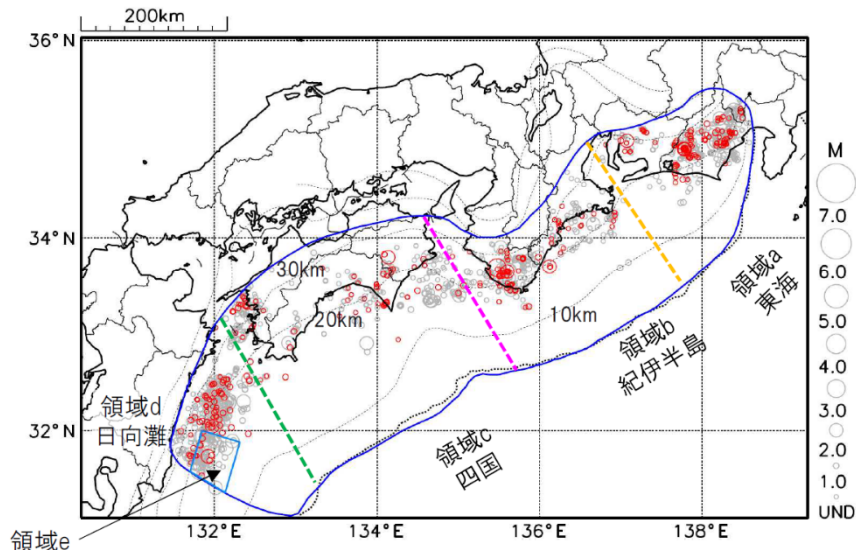 200km
36°N
34°N
32°N
132°E
134°E
136°E
138°E
30km
20km
10km
領域a
東海
領域b
紀伊半島
領域c
四国
領域d
日向灘
領域e
M
7.0
6.0
5.0
4.0
3.0
2.0
1.0
UND